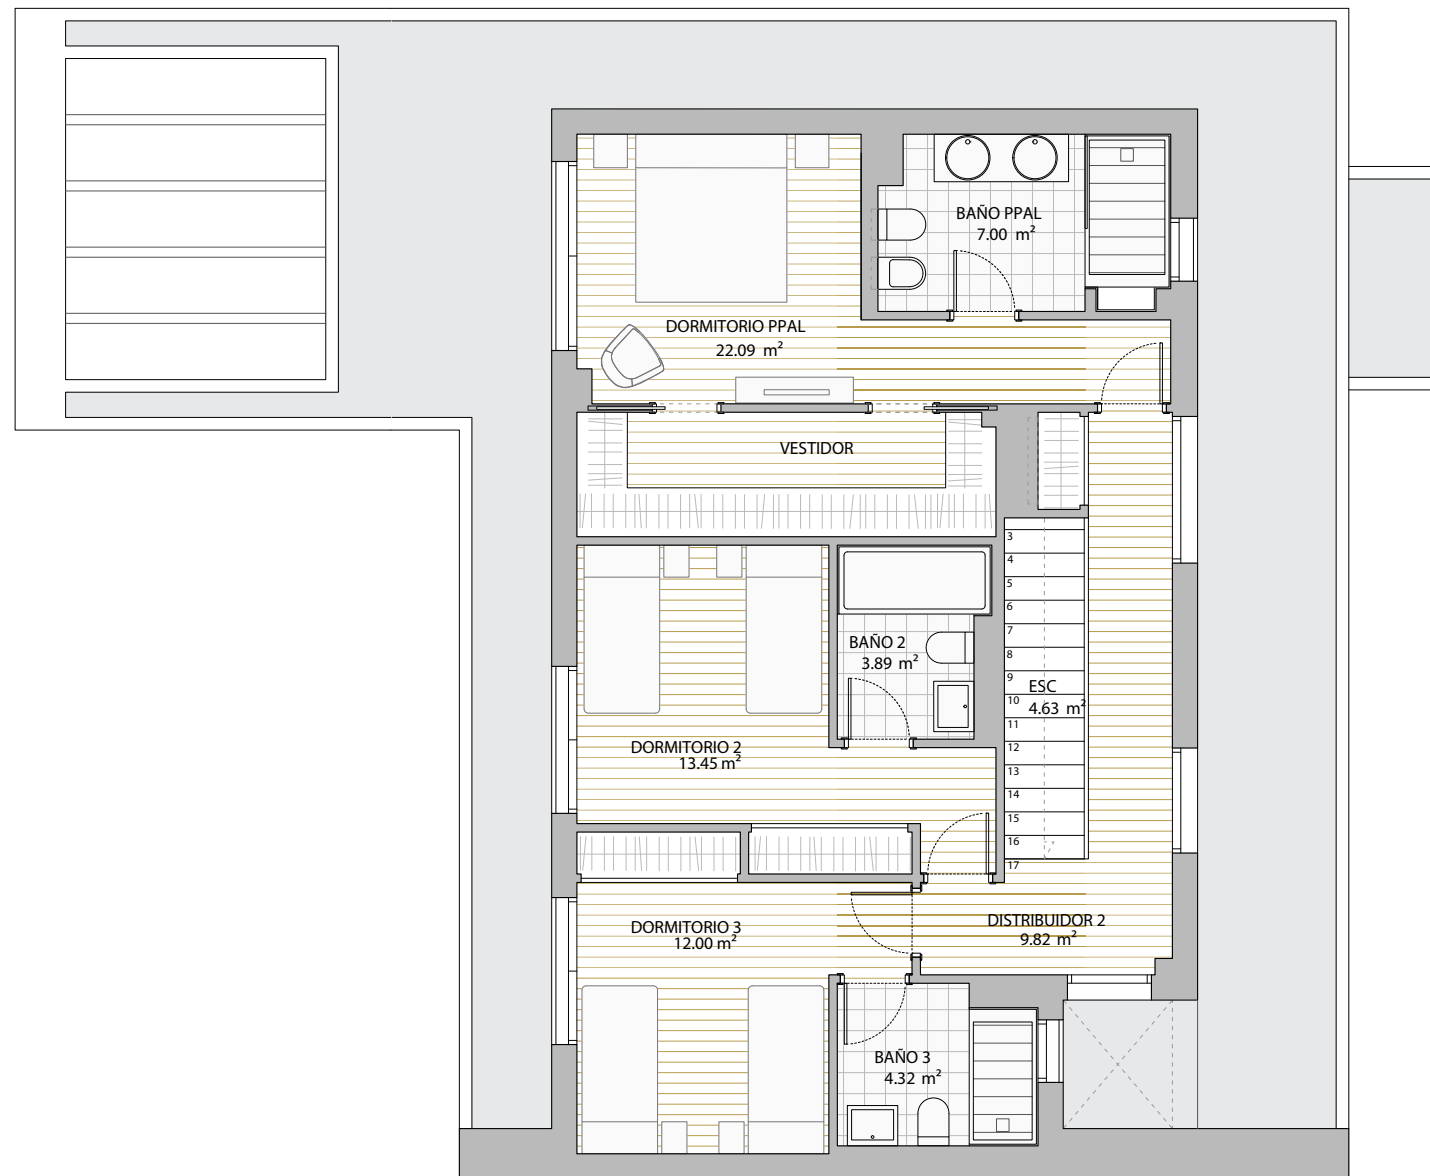 BAÑO PPAL
7.00 m²
DORMITORIO PPAL
22.09 m²
VESTIDOR
3
4
5
6
7
8
9
10
11
12
13
14
15
16
17
BAÑO 2
3.89 m²
ESC
4.63 m²
DORMITORIO 2
13.45 m²
DORMITORIO 3
12.00 m²
DISTRIBUIDOR 2
9.82 m²
BAÑO 3
4.32 m²